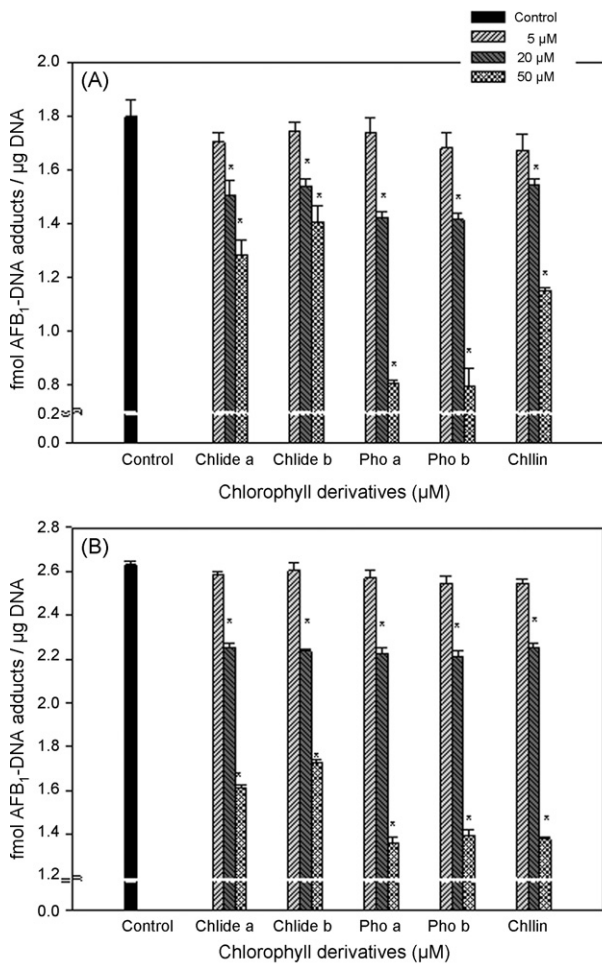 Control
5 µM
20 µM
50 µM
(A)
fmol AFB₁-DNA adducts / µg DNA
2.0
1.8
1.6
1.4
1.2
1.0
0.8
0.2
0.0
* * * * * * * * * *
Control Chlide a Chlide b Pho a Pho b Chllin
Chlorophyll derivatives (µM)
(B)
fmol AFB₁-DNA adducts / µg DNA
2.8
2.6
2.4
2.2
2.0
1.8
1.6
1.4
1.2
0.0
* * * * * * * * * *
Control Chlide a Chlide b Pho a Pho b Chllin
Chlorophyll derivatives (µM)